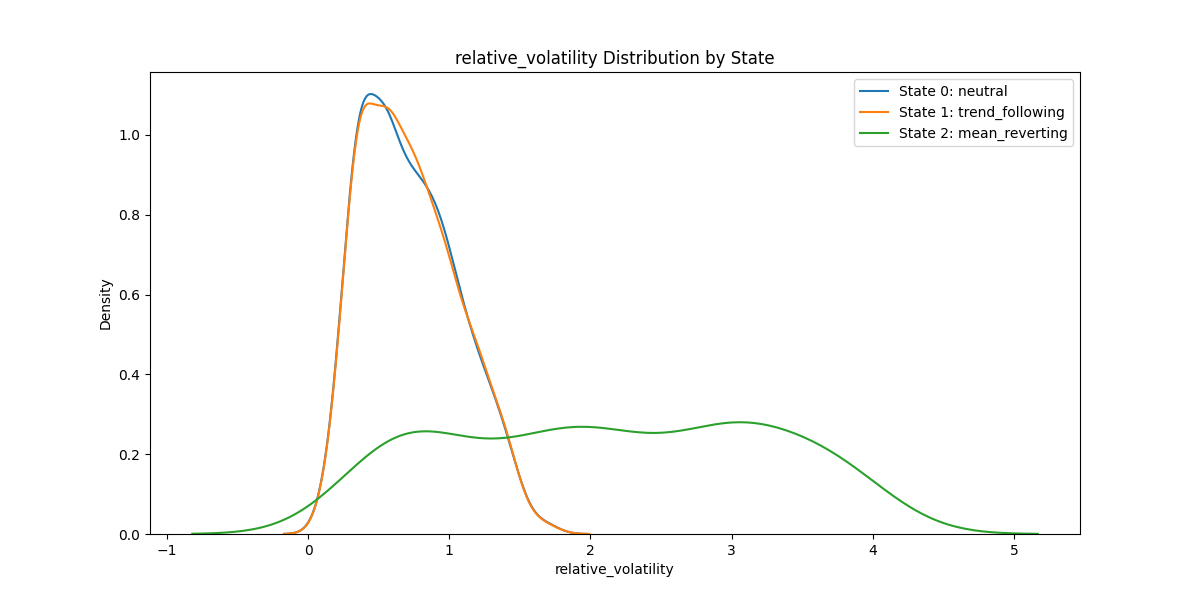 relative_volatility Distribution by State
State 0: neutral
State 1: trend_following
State 2: mean_reverting
Density
1.0
0.8
0.6
0.4
0.2
0.0
−1
0
1
2
3
4
5
relative_volatility